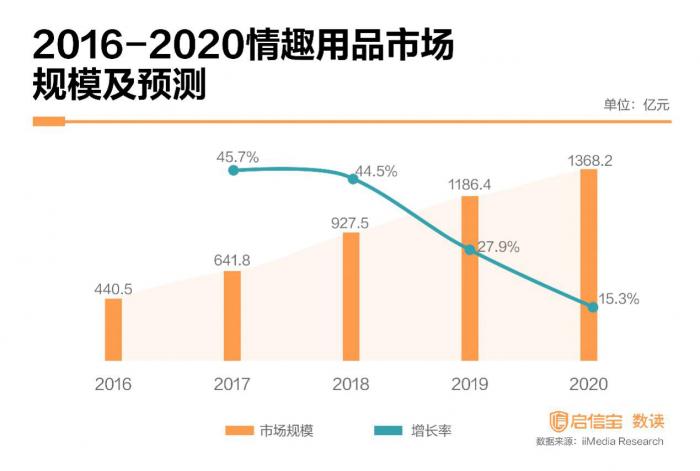 2016-2020情趣用品市场
规模及预测
单位：亿元
45.7%
44.5%
1368.2
1186.4
927.5
27.9%
641.8
440.5
15.3%
2016 2017 2018 2019 2020
市场规模 增长率
启信宝 数读
数据来源：iiMedia Research